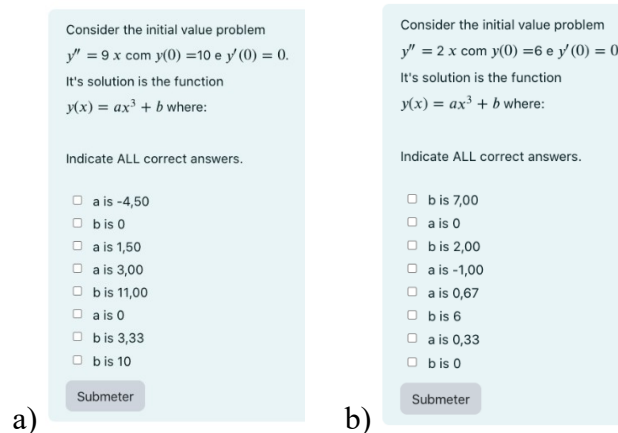 Consider the initial value problem
y″ = 9 x com y(0) =10 e y′(0) = 0.
It's solution is the function
y(x) = ax³ + b where:
Indicate ALL correct answers.
a is -4,50
b is 0
a is 1,50
a is 3,00
b is 11,00
a is 0
b is 3,33
b is 10
Submeter
a)
Consider the initial value problem
y″ = 2 x com y(0) =6 e y′(0) = 0
It's solution is the function
y(x) = ax³ + b where:
Indicate ALL correct answers.
b is 7,00
a is 0
b is 2,00
a is -1,00
a is 0,67
b is 6
a is 0,33
b is 0
Submeter
b)